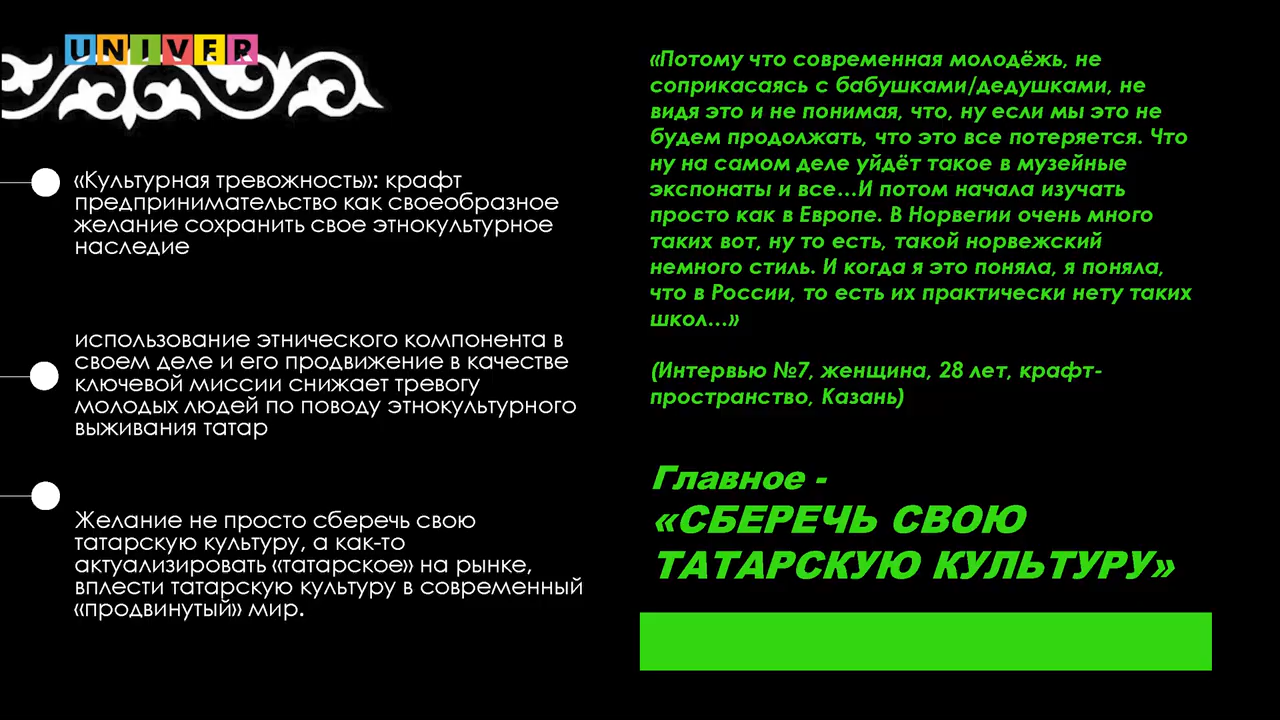 UNIVER
«Культурная тревожность»: крафт
предпринимательство как своеобразное
желание сохранить свое этнокультурное
наследие
использование этнического компонента в
своем деле и его продвижение в качестве
ключевой миссии снижает тревогу
молодых людей по поводу этнокультурного
выживания татар
Желание не просто сберечь свою
татарскую культуру, а как-то
актуализировать «татарское» на рынке,
вплести татарскую культуру в современный
«продвинутый» мир.
«Потому что современная молодёжь, не
соприкасаясь с бабушками/дедушками, не
видя это и не понимая, что, ну если мы это не
будем продолжать, что это все потеряется. Что
ну на самом деле уйдёт такое в музейные
экспонаты и все…И потом начала изучать
просто как в Европе. В Норвегии очень много
таких вот, ну то есть, такой норвежский
немного стиль. И когда я это поняла, я поняла,
что в России, то есть их практически нету таких
школ…»
(Интервью №7, женщина, 28 лет, крафт-
пространство, Казань)
Главное -
«СБЕРЕЧЬ СВОЮ
ТАТАРСКУЮ КУЛЬТУРУ»